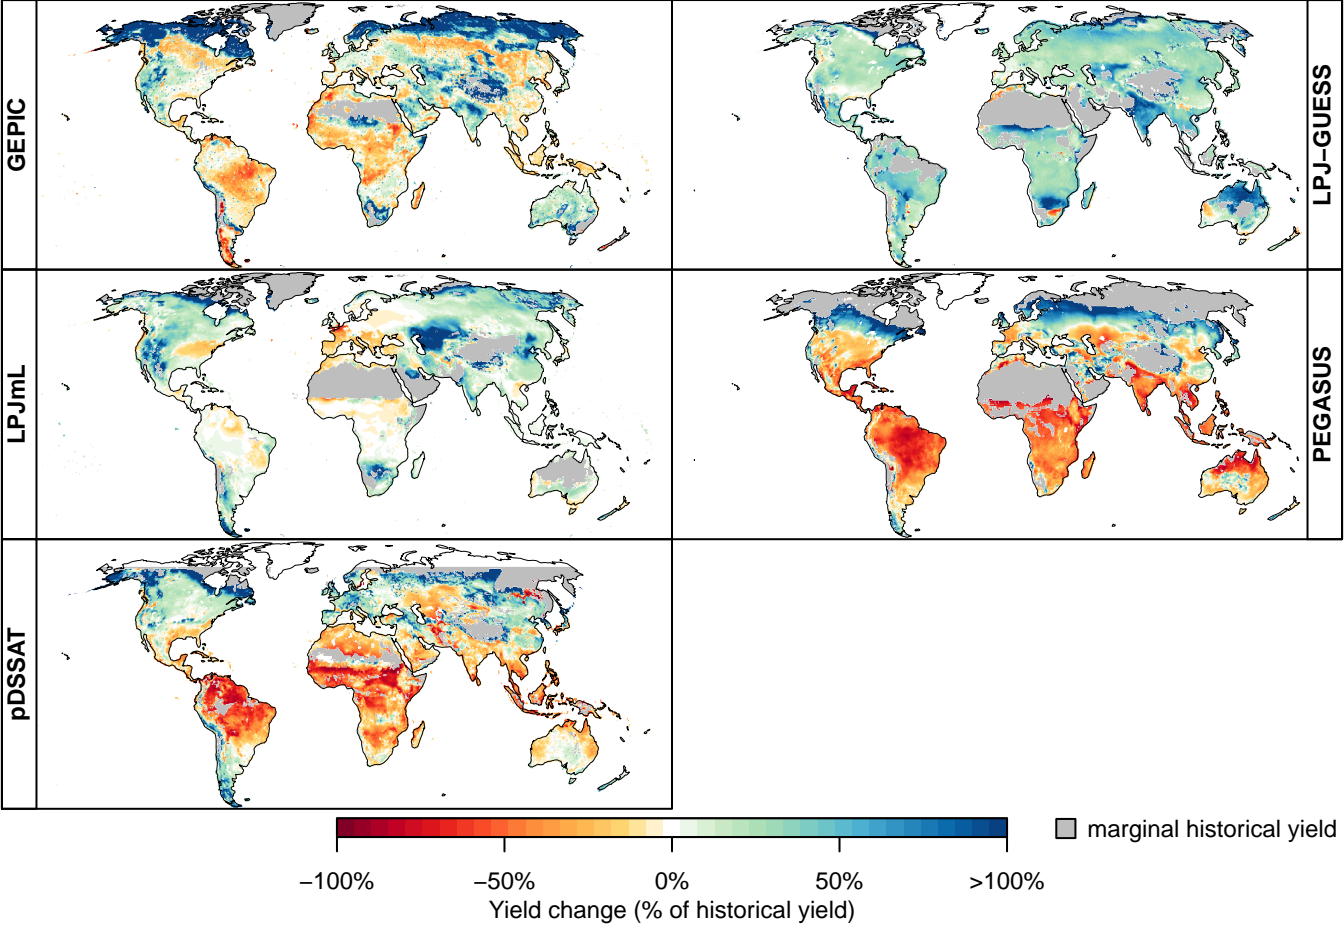 GEPIC
LPJ−GUESS
LPJmL
PEGASUS
pDSSAT
marginal historical yield
−100%
−50%
0%
50%
>100%
Yield change (% of historical yield)